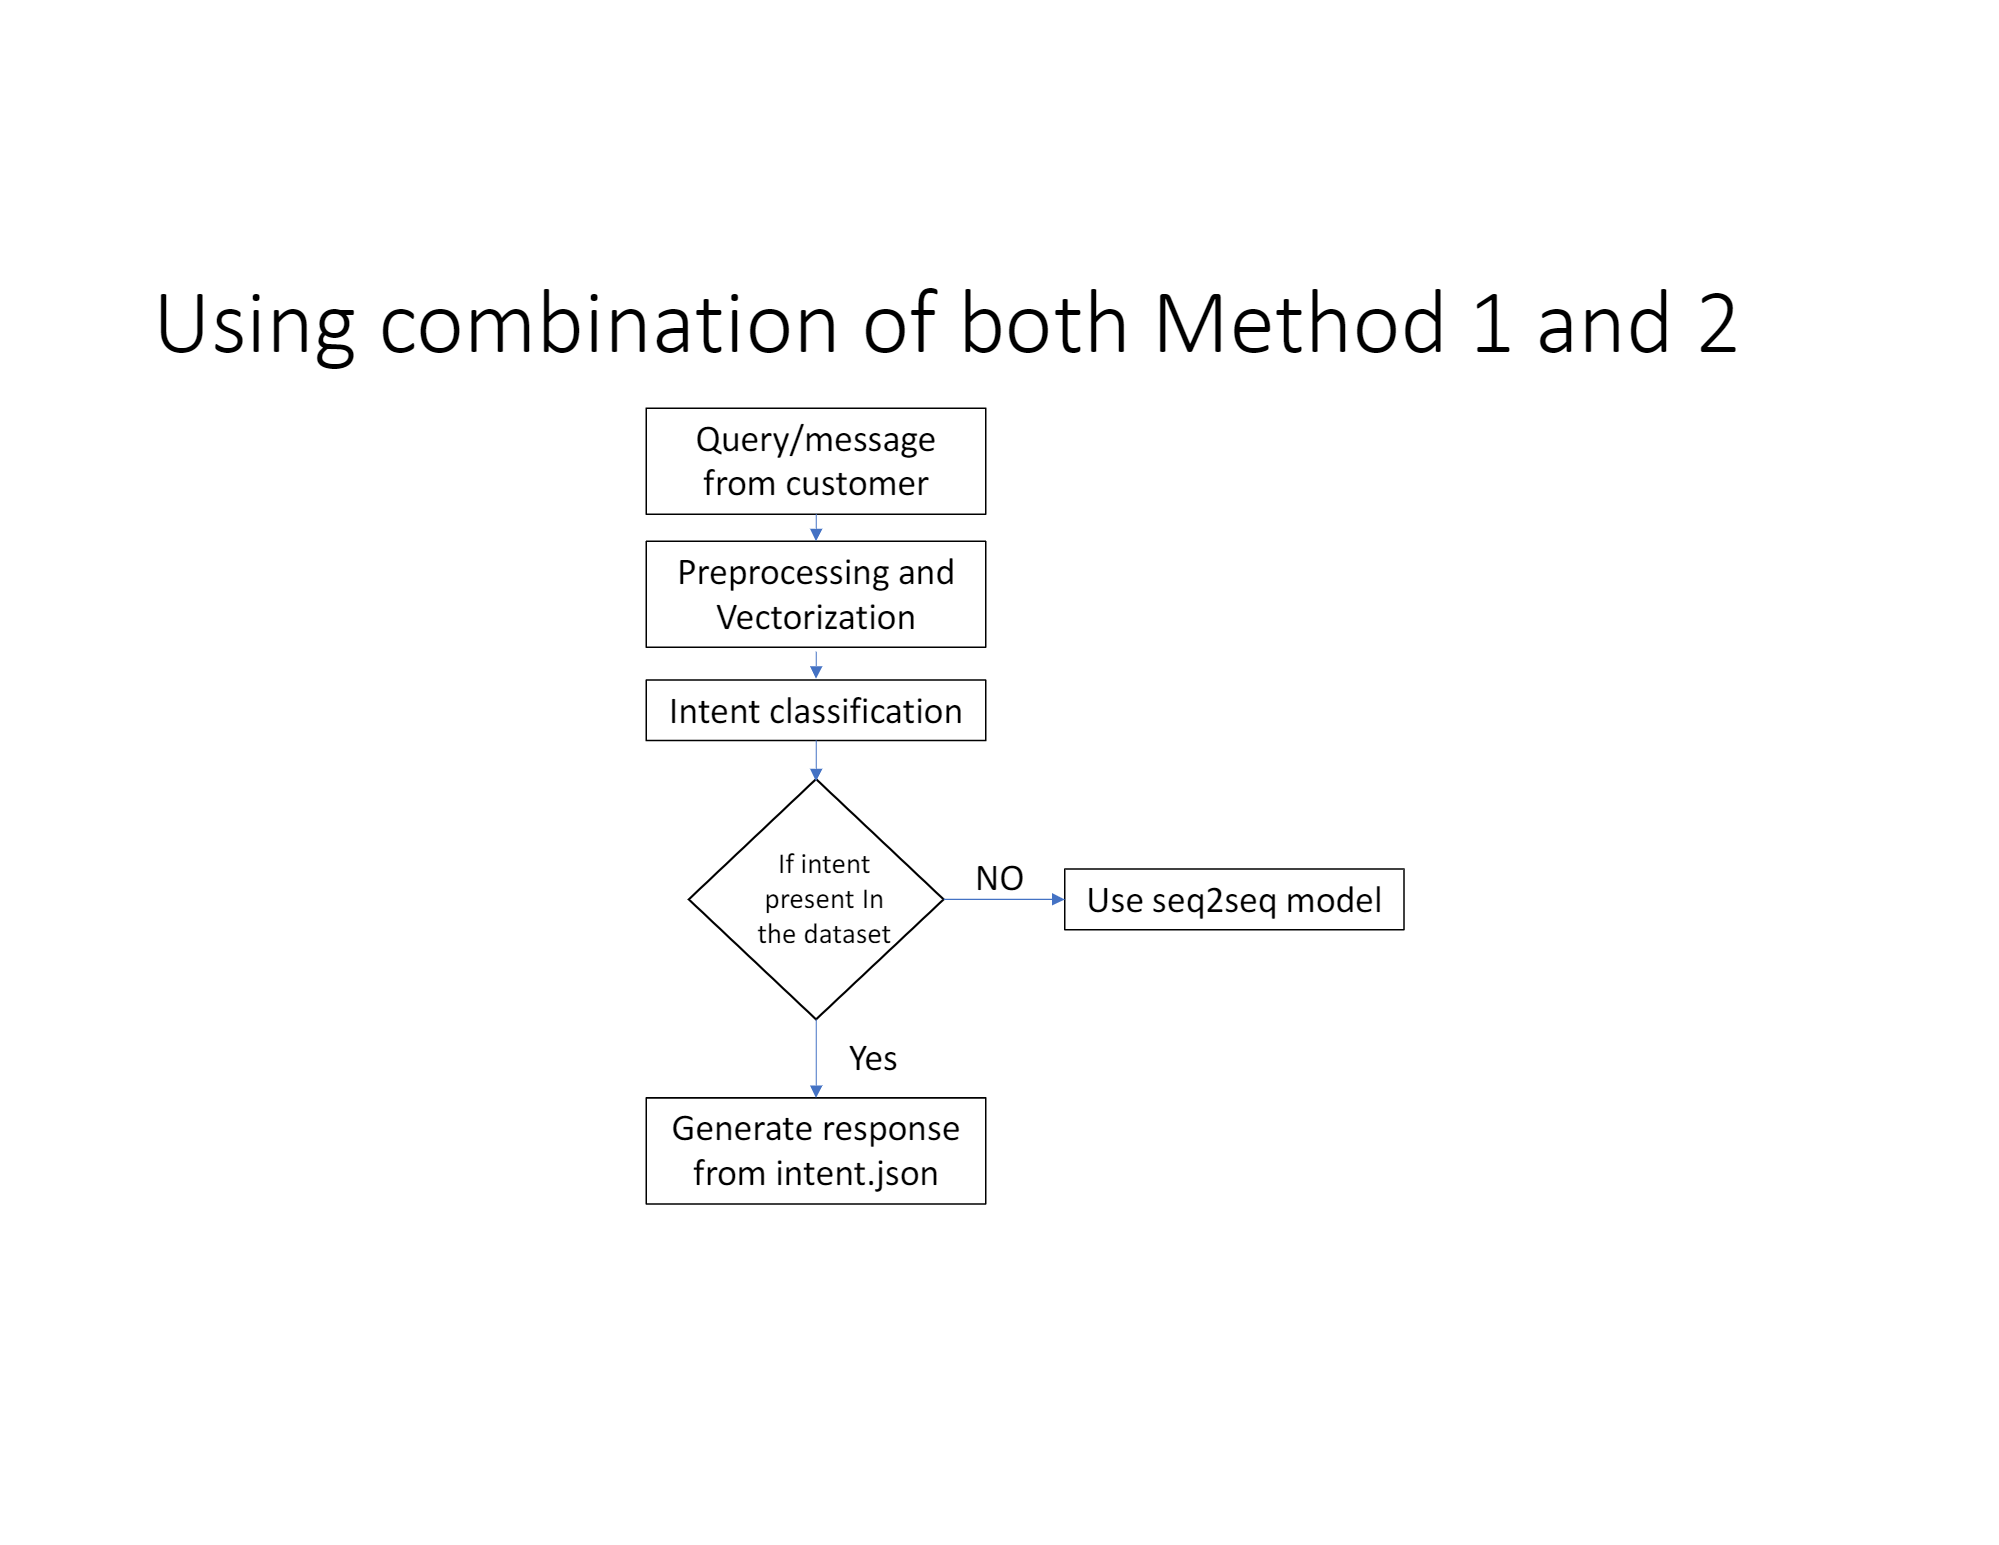 Using combination of both Method 1 and 2
Query/message
from customer
Preprocessing and
Vectorization
Intent classification
If intent
present In
the dataset
NO
Use seq2seq model
Yes
Generate response
from intent.json